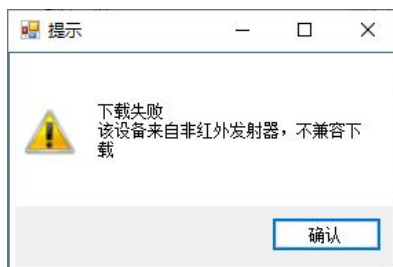 提示
下载失败
该设备来自非红外发射器，不兼容下
载
确认